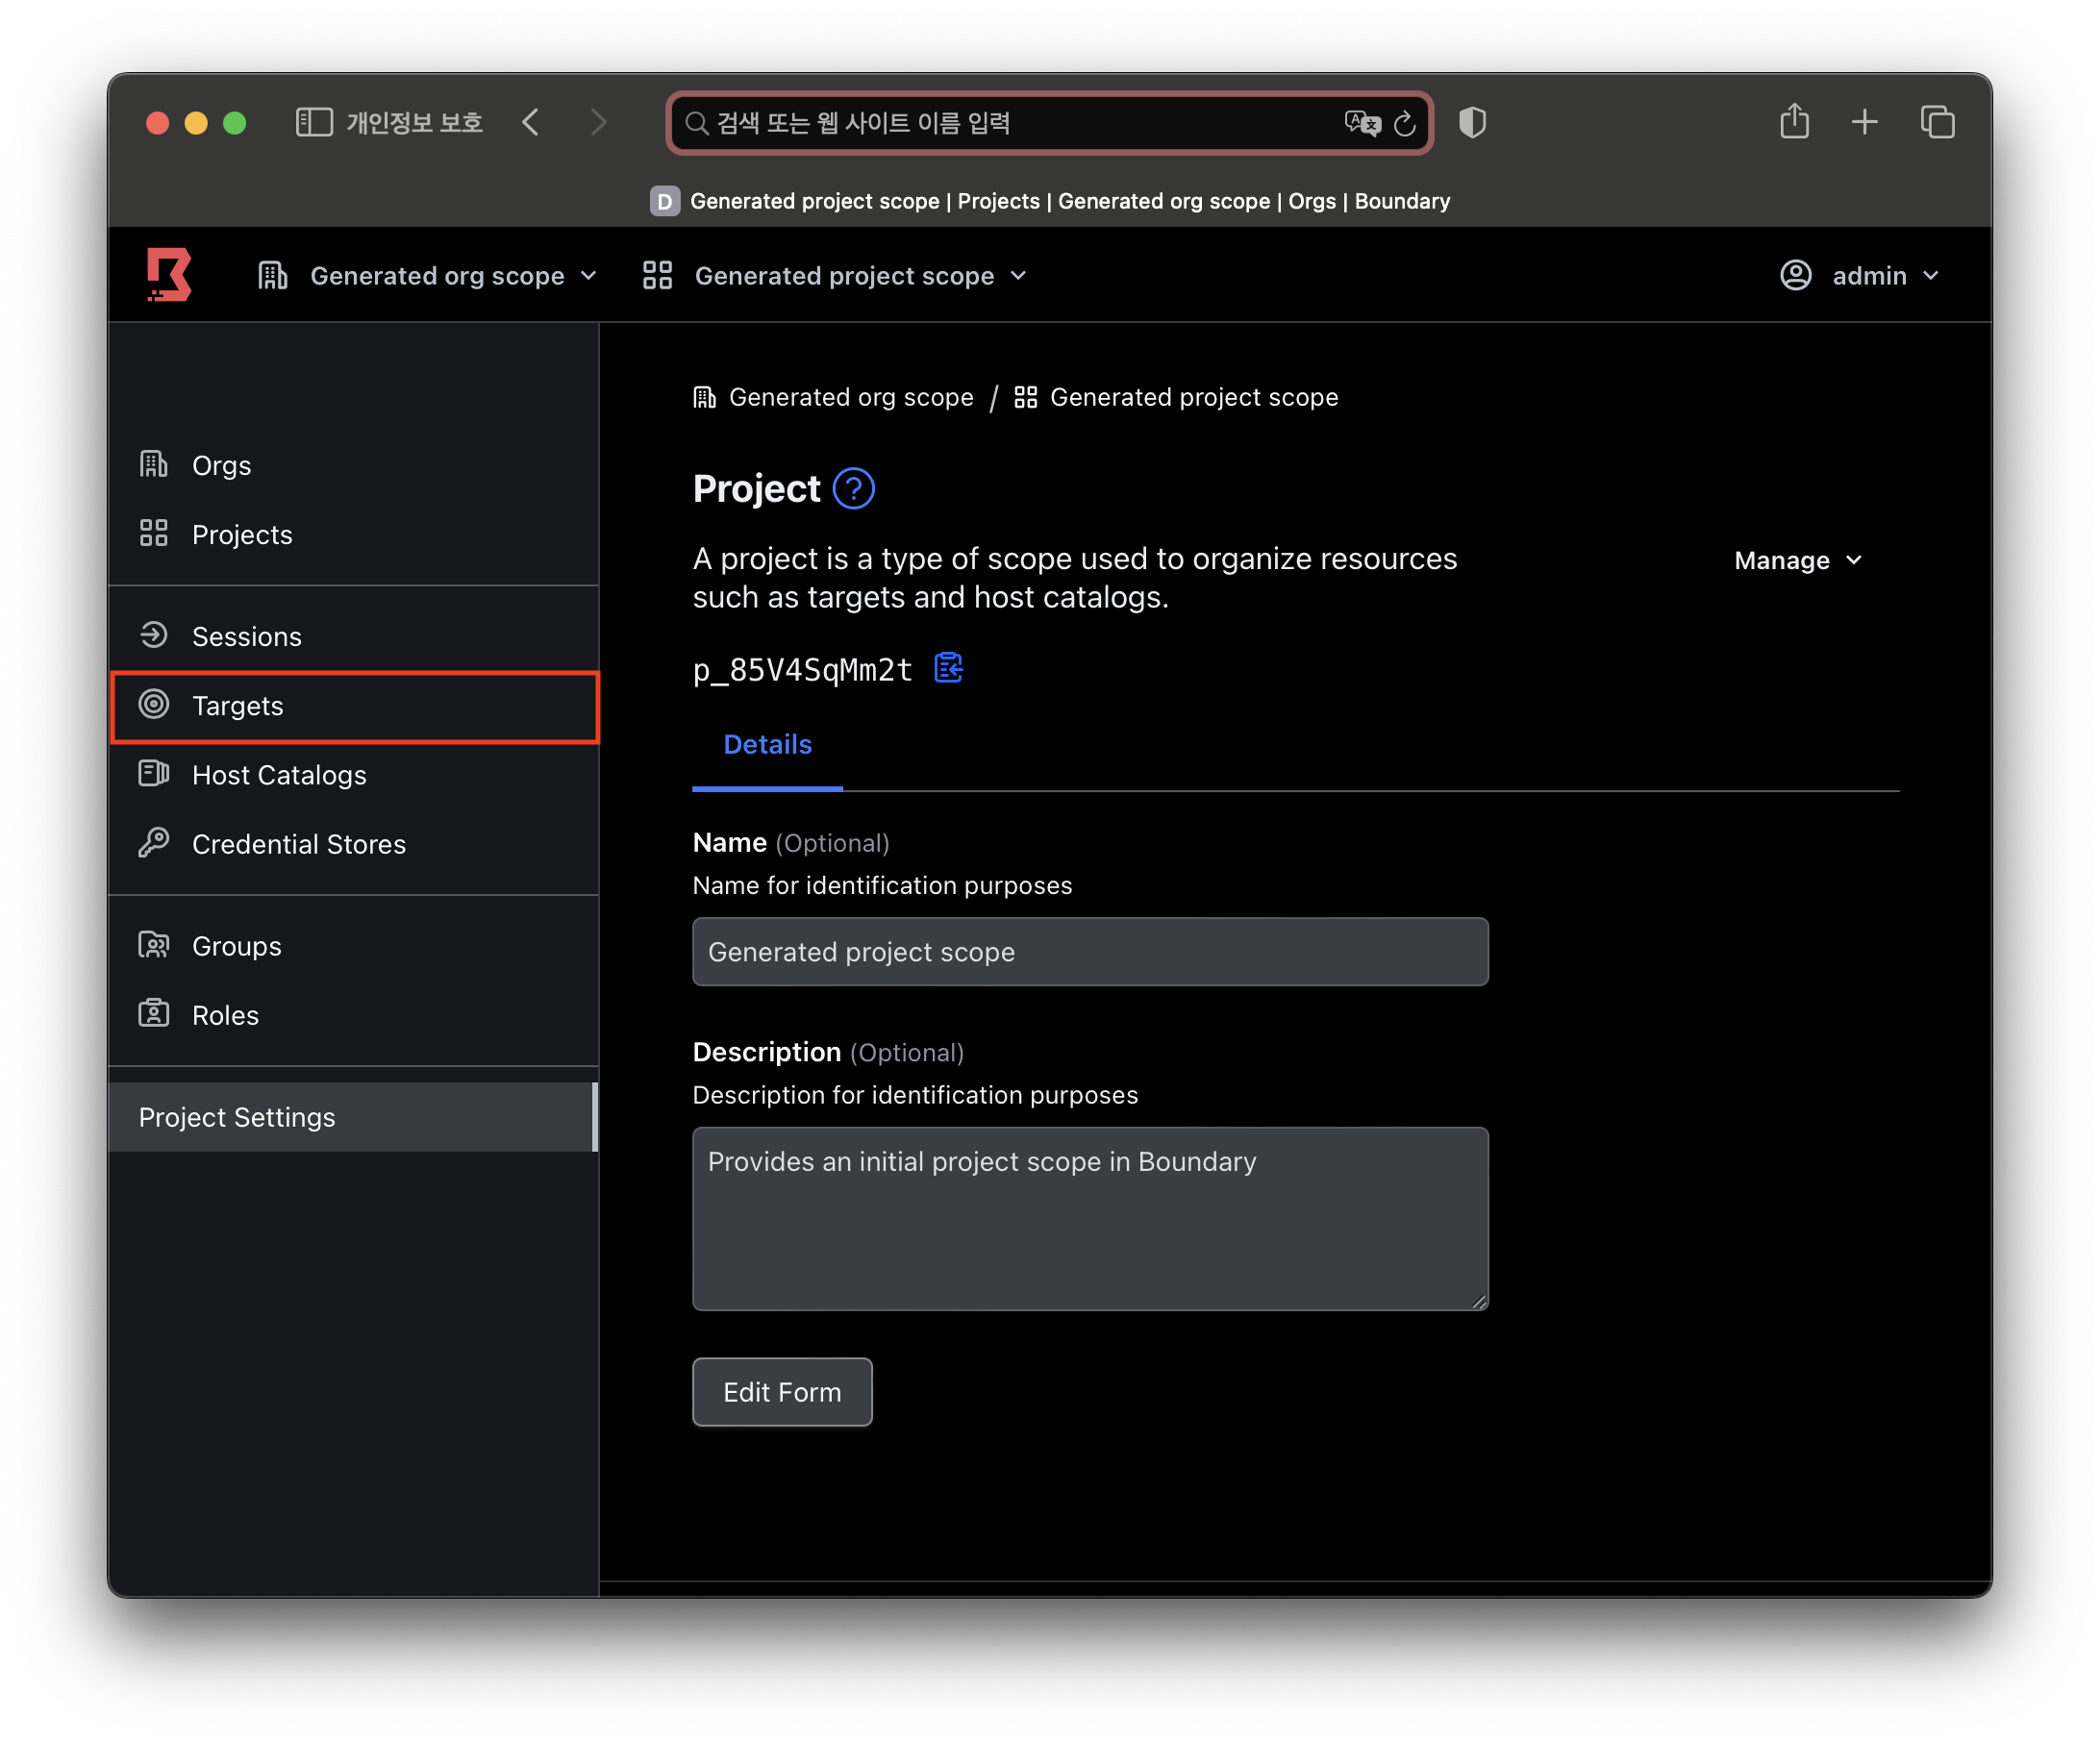 개인정보 보호
검색 또는 웹 사이트 이름 입력
D Generated project scope | Projects | Generated org scope | Orgs | Boundary
Generated org scope
Generated project scope
admin
Orgs
Projects
Sessions
Targets
Host Catalogs
Credential Stores
Groups
Roles
Project Settings
Generated org scope / Generated project scope
Project ?
A project is a type of scope used to organize resources
such as targets and host catalogs.
Manage
p_85V4SqMm2t
Details
Name (Optional)
Name for identification purposes
Generated project scope
Description (Optional)
Description for identification purposes
Provides an initial project scope in Boundary
Edit Form